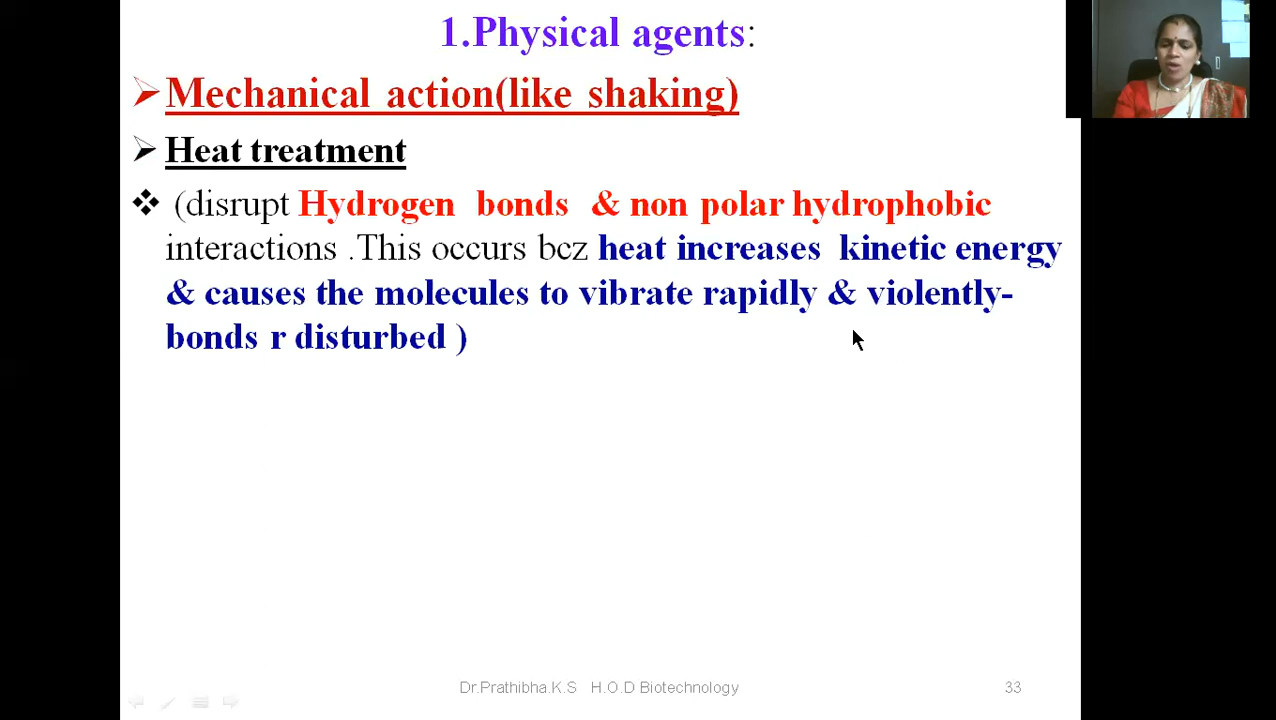 1.Physical agents:
Mechanical action(like shaking)
Heat treatment
(disrupt Hydrogen bonds & non polar hydrophobic
interactions .This occurs bcz heat increases kinetic energy
& causes the molecules to vibrate rapidly & violently-
bonds r disturbed )
Dr.Prathibha.K.S H.O.D Biotechnology 33